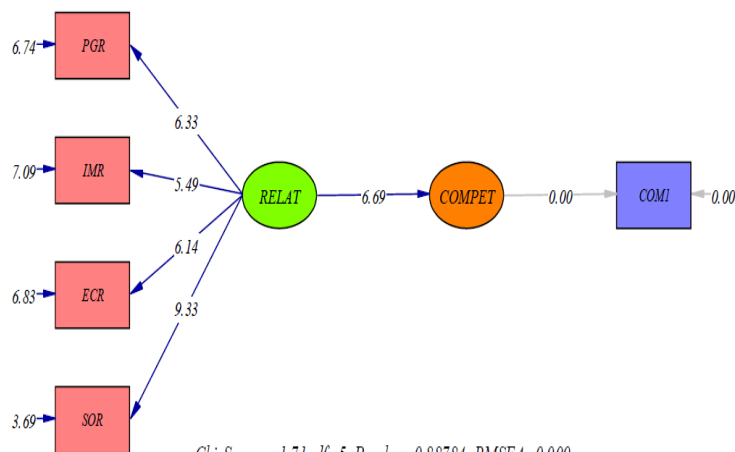 6.74 PGR
6.33
7.09 IMR
5.49 RELAT 6.69 COMPET 0.00 COM1 0.00
6.14
6.83 ECR
9.33
3.69 SOR